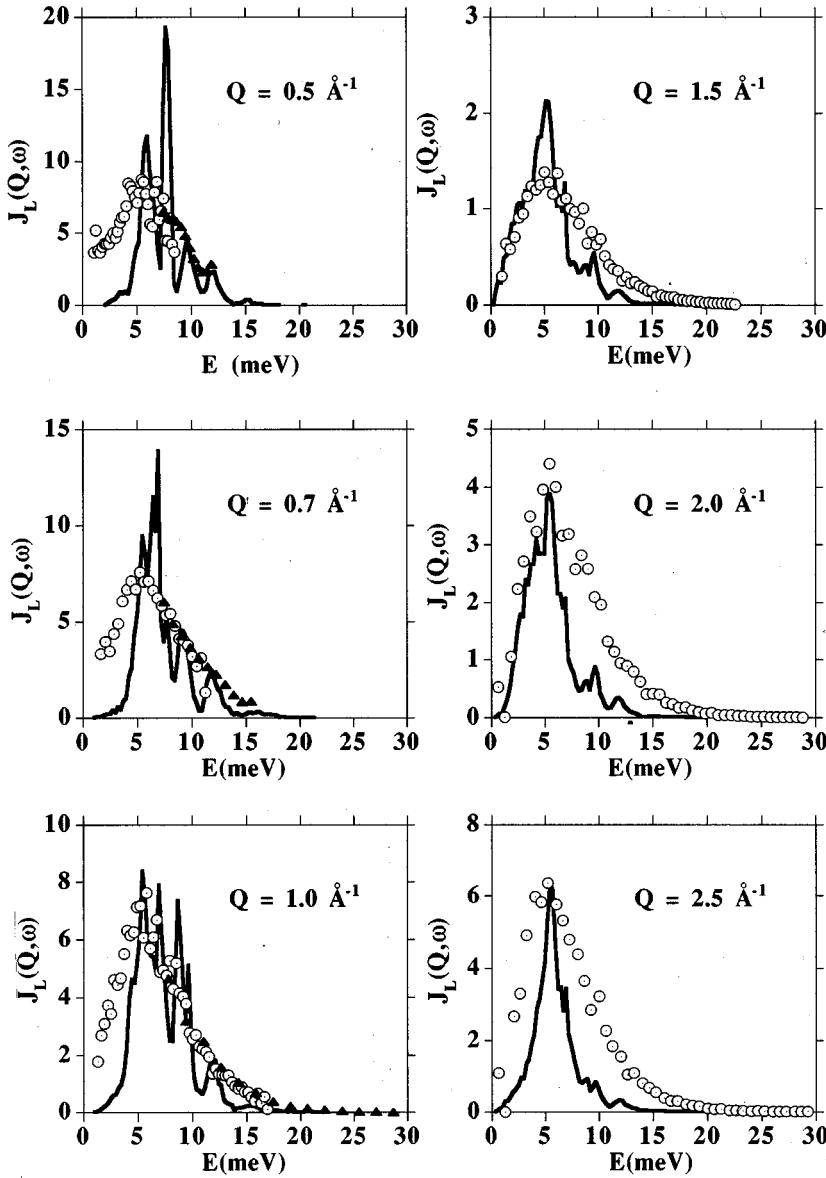 20
15
10
5
0
J_L(Q,ω)
Q = 0.5 Å⁻¹
0 5 10 15 20 25 30
E (meV)
3
2
1
0
J_L(Q,ω)
Q = 1.5 Å⁻¹
0 5 10 15 20 25 30
E(meV)
15
10
5
0
J_L(Q,ω)
Q = 0.7 Å⁻¹
0 5 10 15 20 25 30
E(meV)
5
4
3
2
1
0
J_L(Q,ω)
Q = 2.0 Å⁻¹
0 5 10 15 20 25 30
E(meV)
10
8
6
4
2
0
J_L(Q,ω)
Q = 1.0 Å⁻¹
0 5 10 15 20 25 30
E(meV)
8
6
4
2
0
J_L(Q,ω)
Q = 2.5 Å⁻¹
0 5 10 15 20 25 30
E(meV)